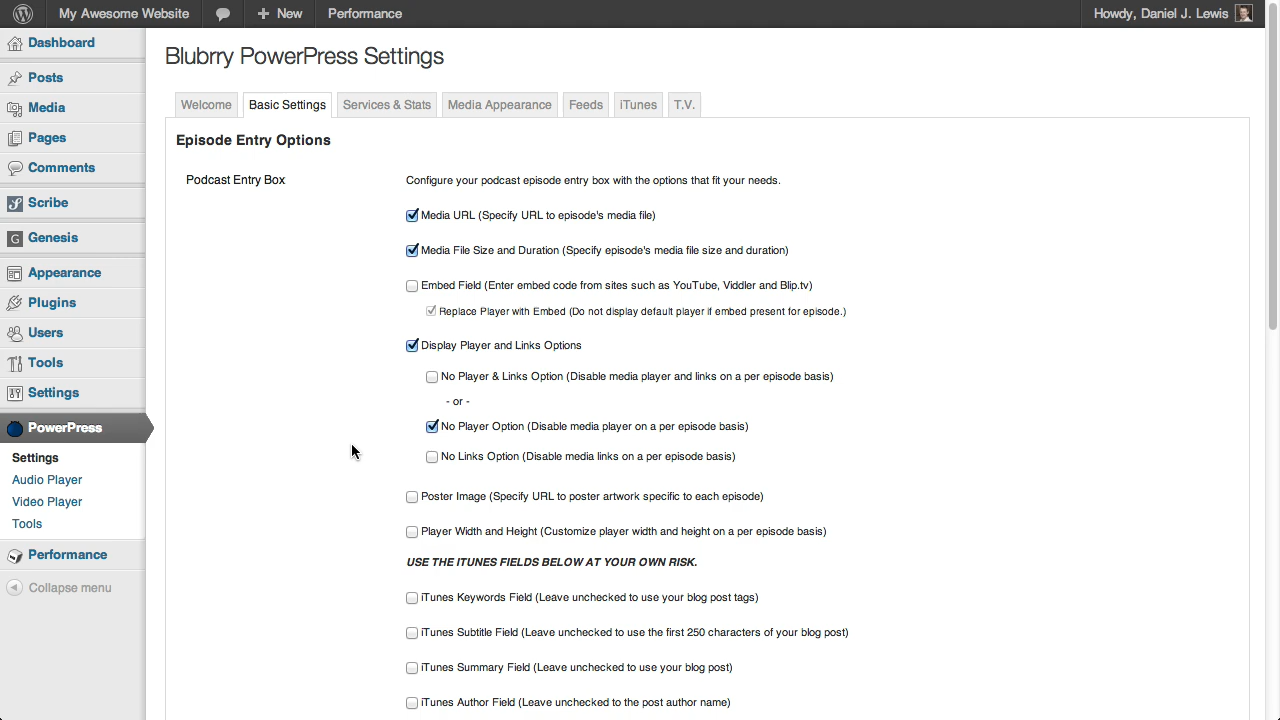 My Awesome Website
New
Performance
Howdy, Daniel J. Lewis
Dashboard
Posts
Media
Pages
Comments
Scribe
Genesis
Appearance
Plugins
Users
Tools
Settings
PowerPress
Settings
Audio Player
Video Player
Tools
Performance
Collapse menu
Blubrry PowerPress Settings
Welcome
Basic Settings
Services & Stats
Media Appearance
Feeds
iTunes
T.V.
Episode Entry Options
Podcast Entry Box
Configure your podcast episode entry box with the options that fit your needs.
Media URL (Specify URL to episode's media file)
Media File Size and Duration (Specify episode's media file size and duration)
Embed Field (Enter embed code from sites such as YouTube, Viddler and Blip.tv)
Replace Player with Embed (Do not display default player if embed present for episode.)
Display Player and Links Options
No Player & Links Option (Disable media player and links on a per episode basis)
- or -
No Player Option (Disable media player on a per episode basis)
No Links Option (Disable media links on a per episode basis)
Poster Image (Specify URL to poster artwork specific to each episode)
Player Width and Height (Customize player width and height on a per episode basis)
USE THE ITUNES FIELDS BELOW AT YOUR OWN RISK.
iTunes Keywords Field (Leave unchecked to use your blog post tags)
iTunes Subtitle Field (Leave unchecked to use the first 250 characters of your blog post)
iTunes Summary Field (Leave unchecked to use your blog post)
iTunes Author Field (Leave unchecked to the post author name)